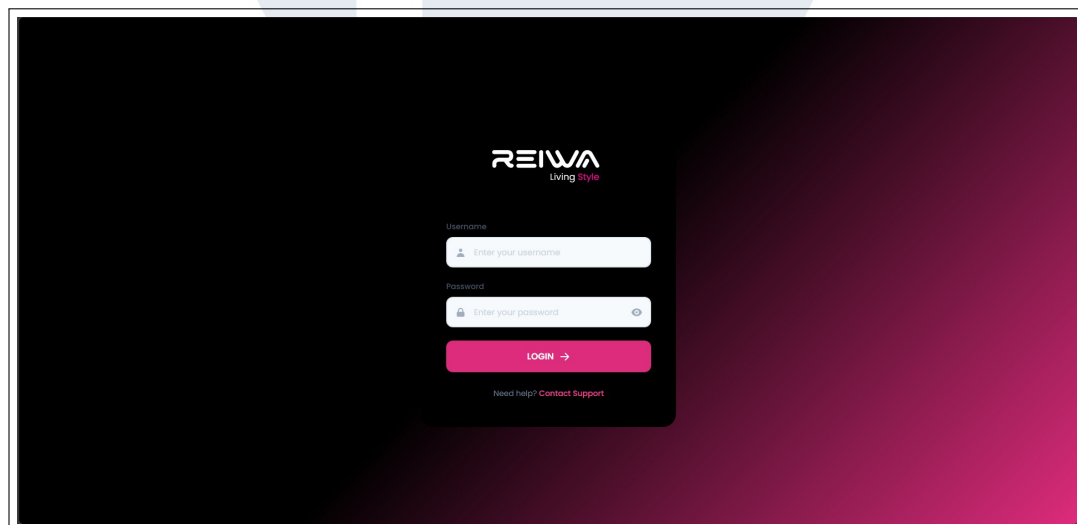 REIWA
Living Style
Username
Enter your username
Password
Enter your password
LOGIN
Need help? Contact Support